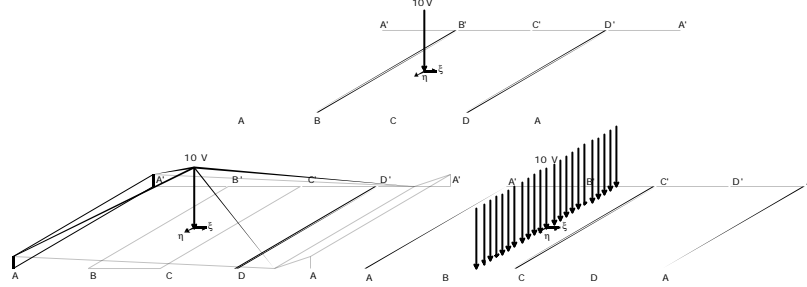 10 V
A' B' C' D' A'
ξ
η
A B C D A
10 V
A' B' C' D' A'
ξ
η
A B C D A
10 V
A' B' C' D'
ξ
η
A B C D A